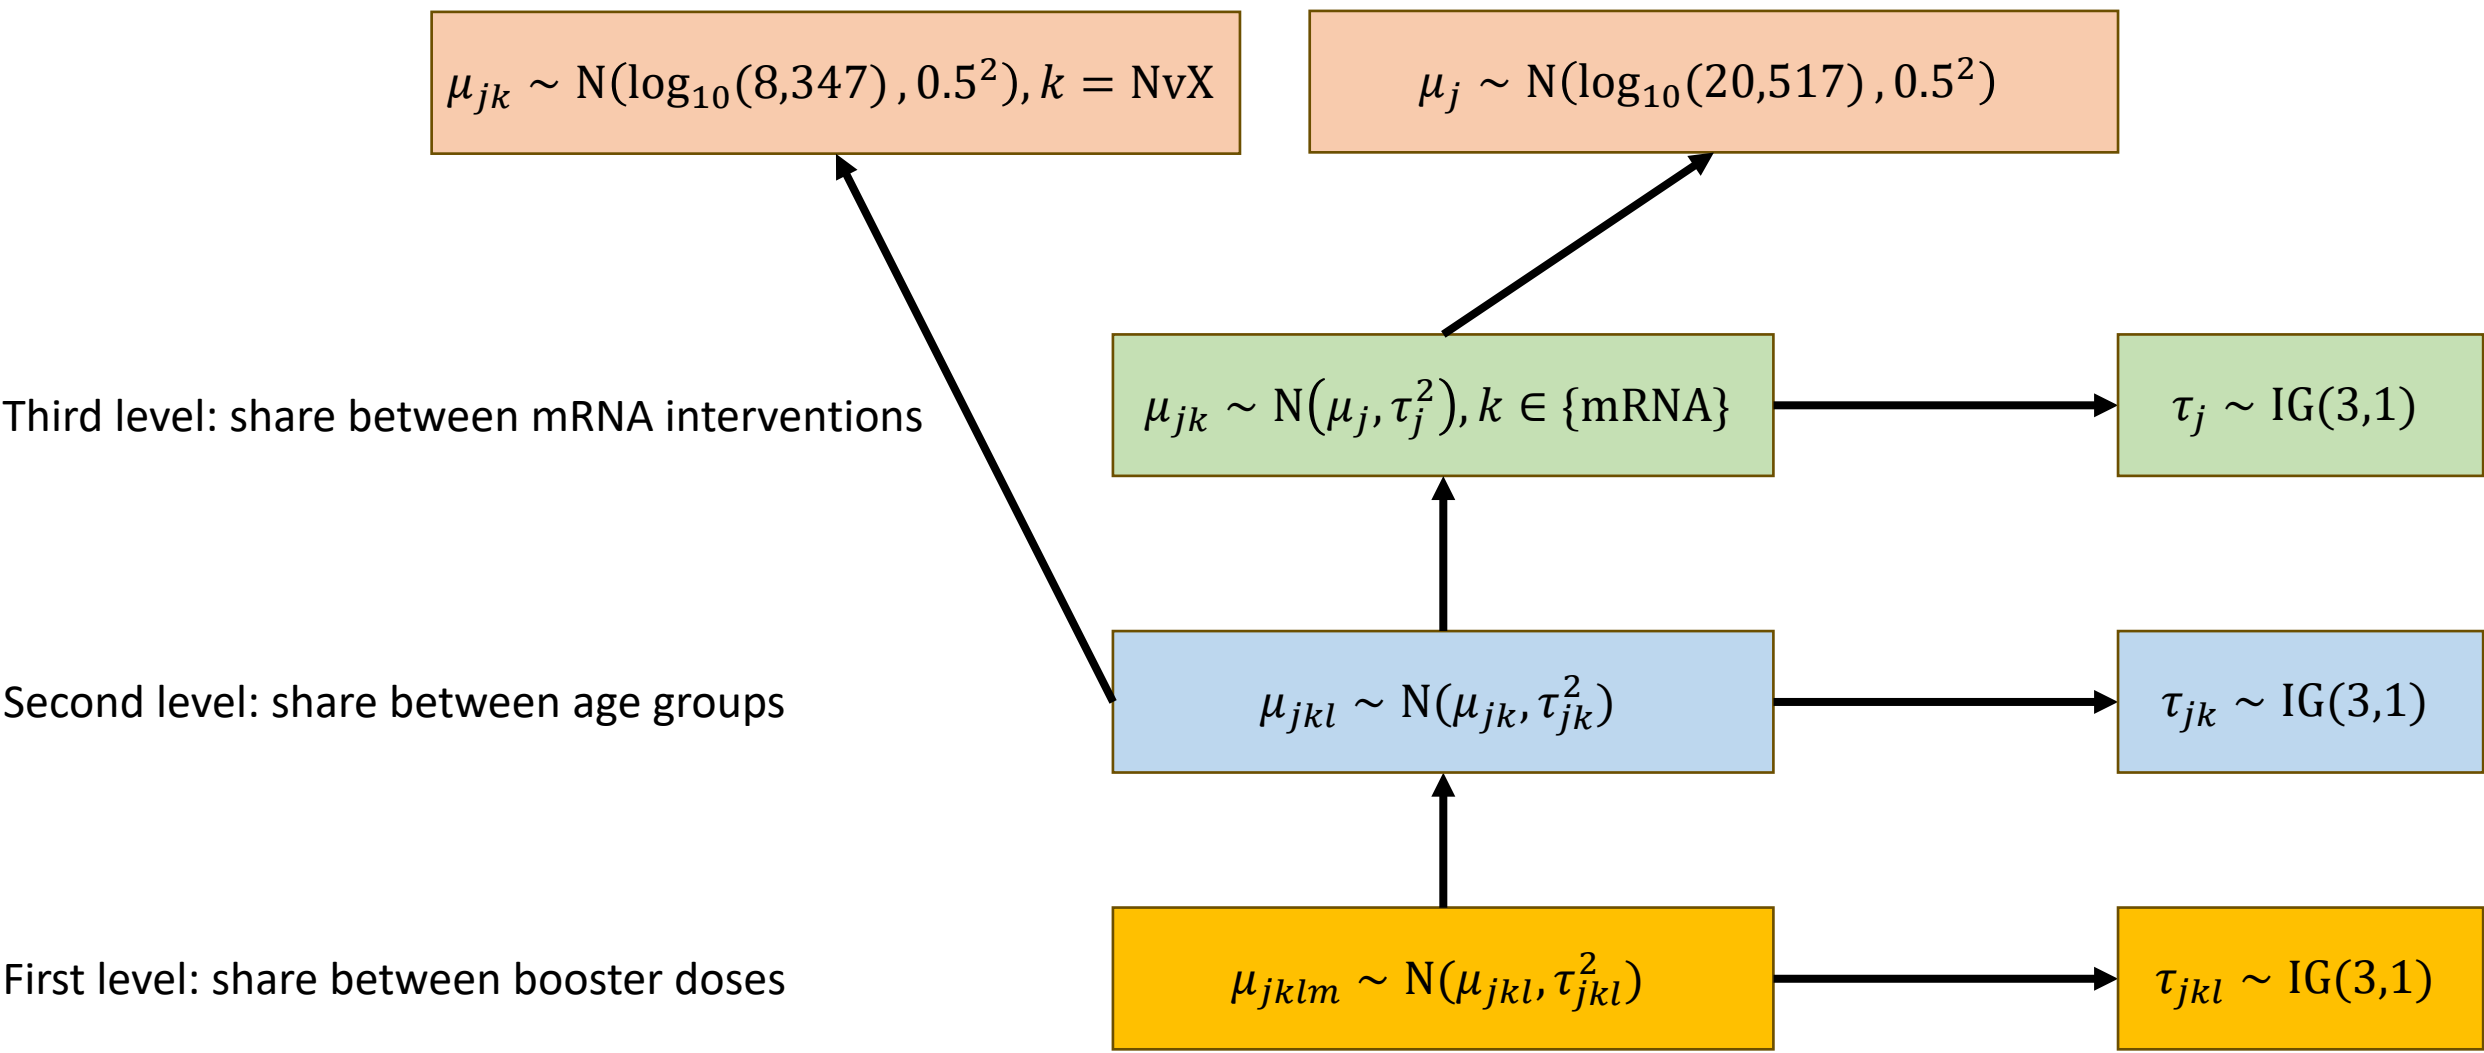 μ_jk ~ N(log₁₀(8,347), 0.5²), k = NvX
μ_j ~ N(log₁₀(20,517), 0.5²)
Third level: share between mRNA interventions
μ_jk ~ N(μ_j, τ_j²), k ∈ {mRNA}
τ_j ~ IG(3,1)
Second level: share between age groups
μ_jkl ~ N(μ_jk, τ_jk²)
τ_jk ~ IG(3,1)
First level: share between booster doses
μ_jklm ~ N(μ_jkl, τ_jkl²)
τ_jkl ~ IG(3,1)